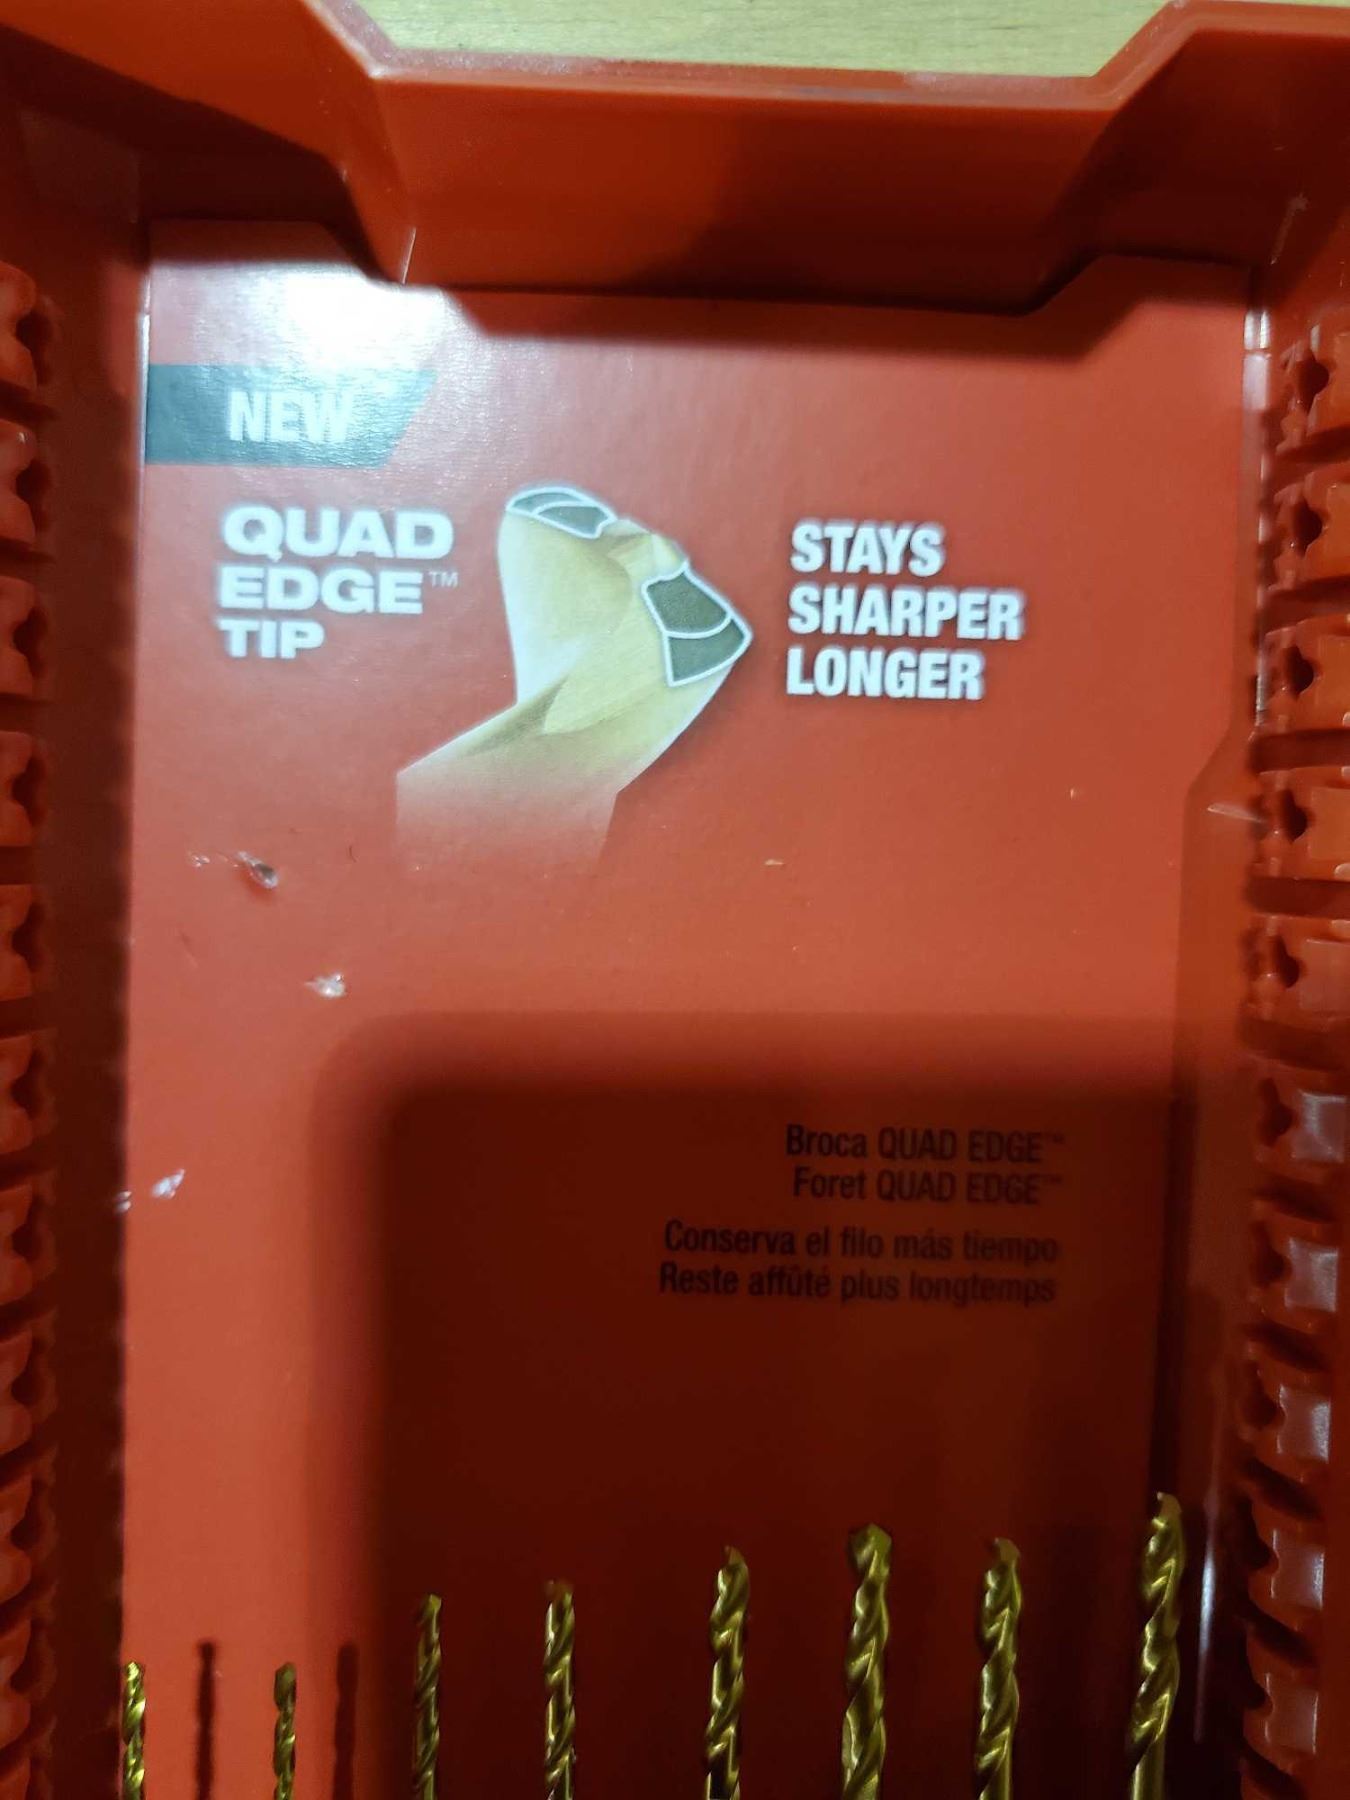 NEW
QUAD
EDGE™
TIP
STAYS
SHARPER
LONGER
Broca QUAD EDGE™
Foret QUAD EDGE™
Conserva el filo más tiempo
Reste affûté plus longtemps